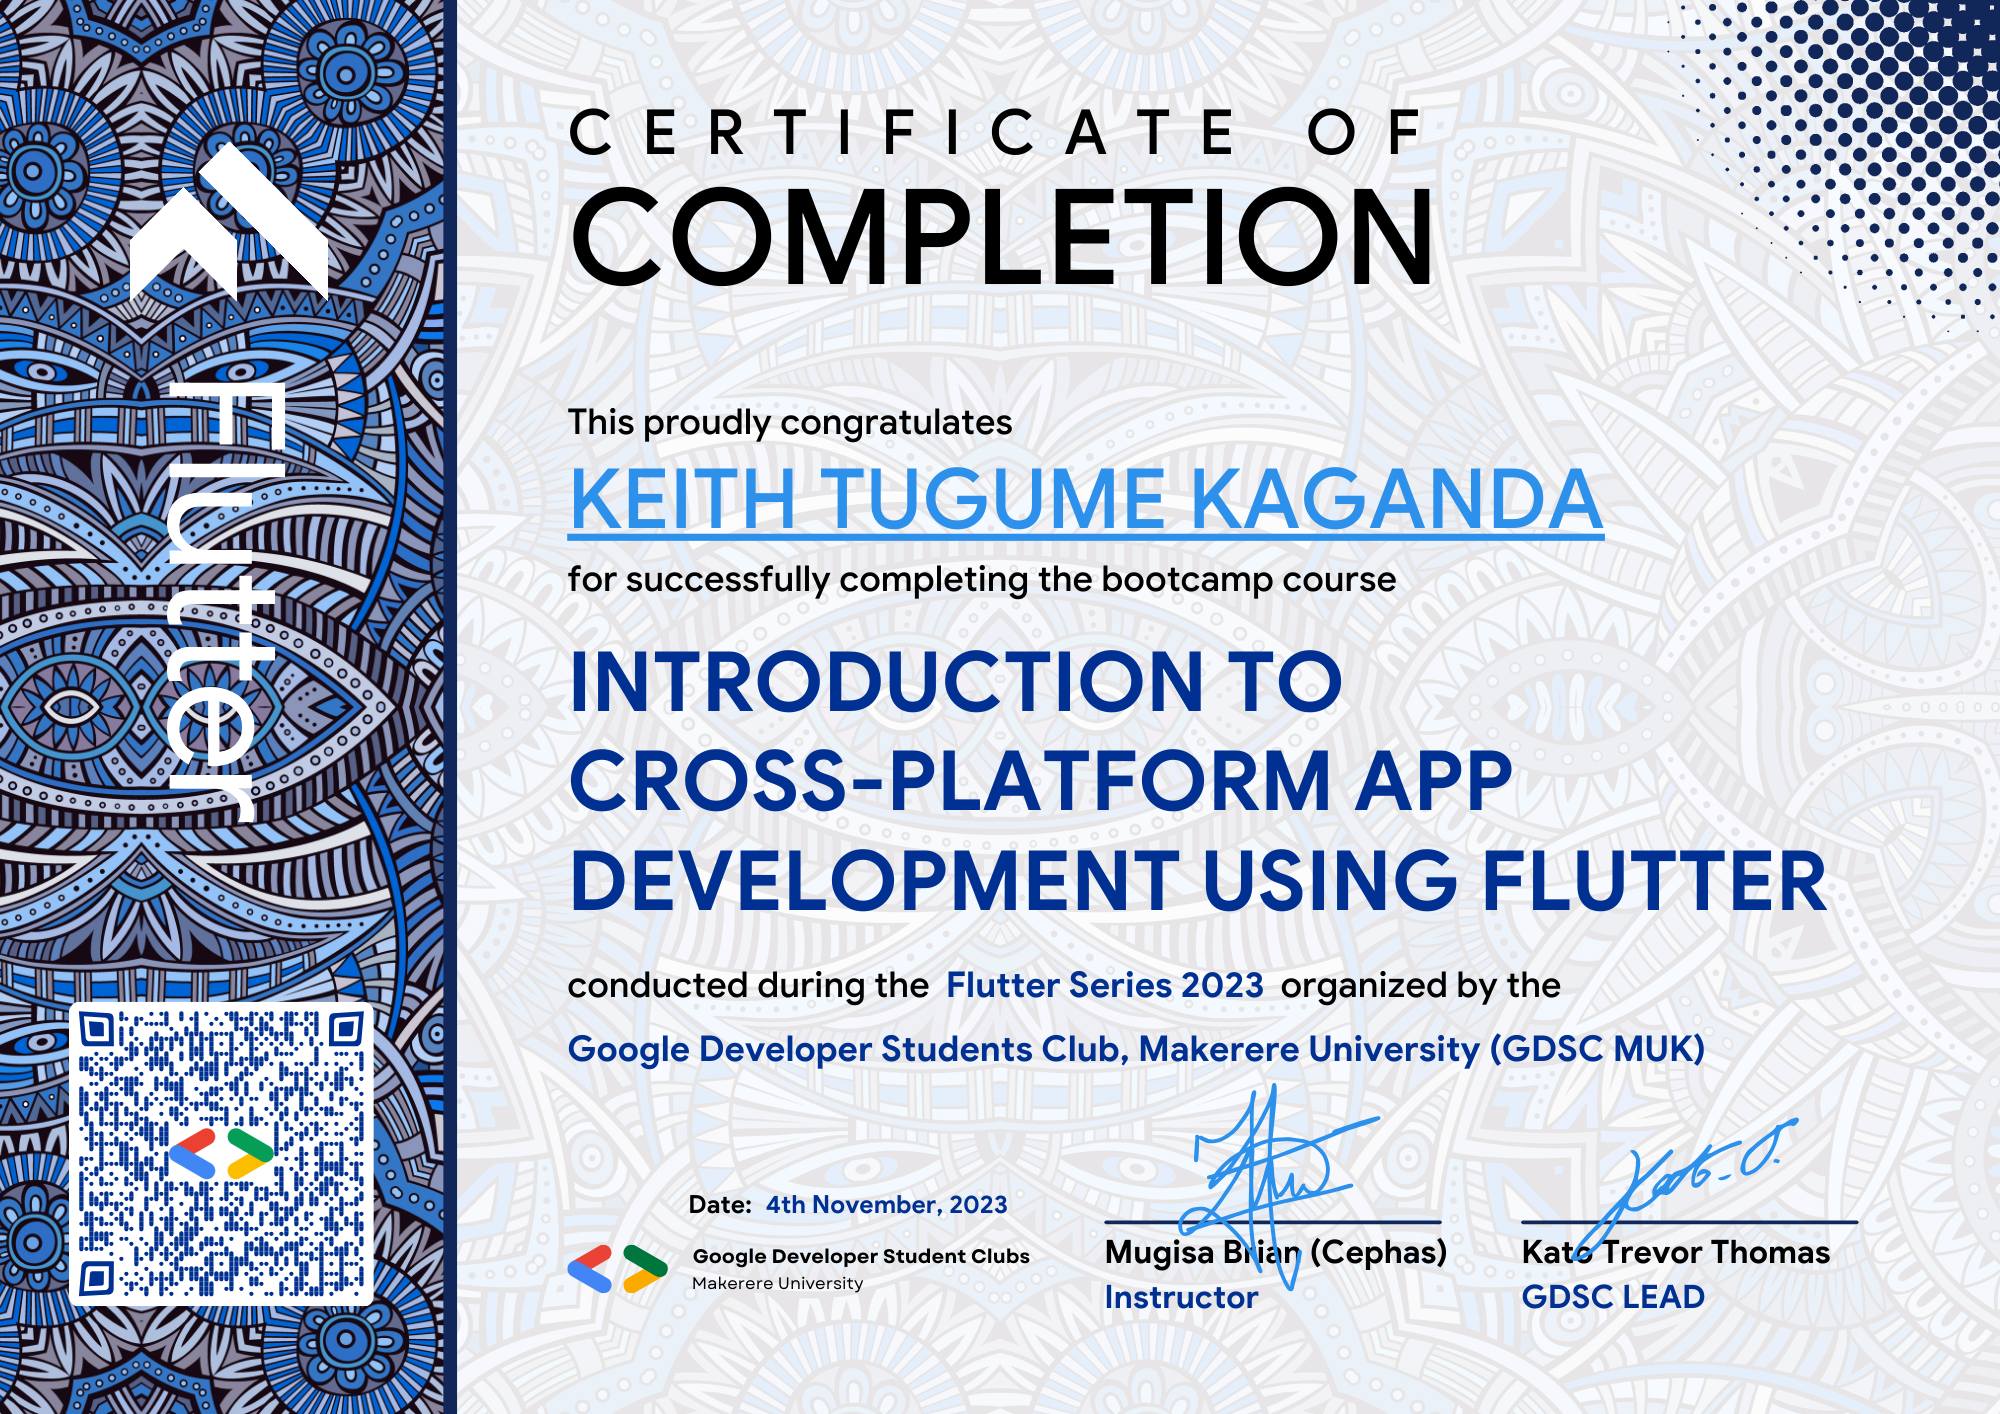 Flutter
CERTIFICATE OF
COMPLETION
This proudly congratulates
KEITH TUGUME KAGANDA
for successfully completing the bootcamp course
INTRODUCTION TO
CROSS-PLATFORM APP
DEVELOPMENT USING FLUTTER
conducted during the Flutter Series 2023 organized by the
Google Developer Students Club, Makerere University (GDSC MUK)
Date: 4th November, 2023
Google Developer Student Clubs
Makerere University
Mugisa Brian (Cephas)
Instructor
Kato Trevor Thomas
GDSC LEAD